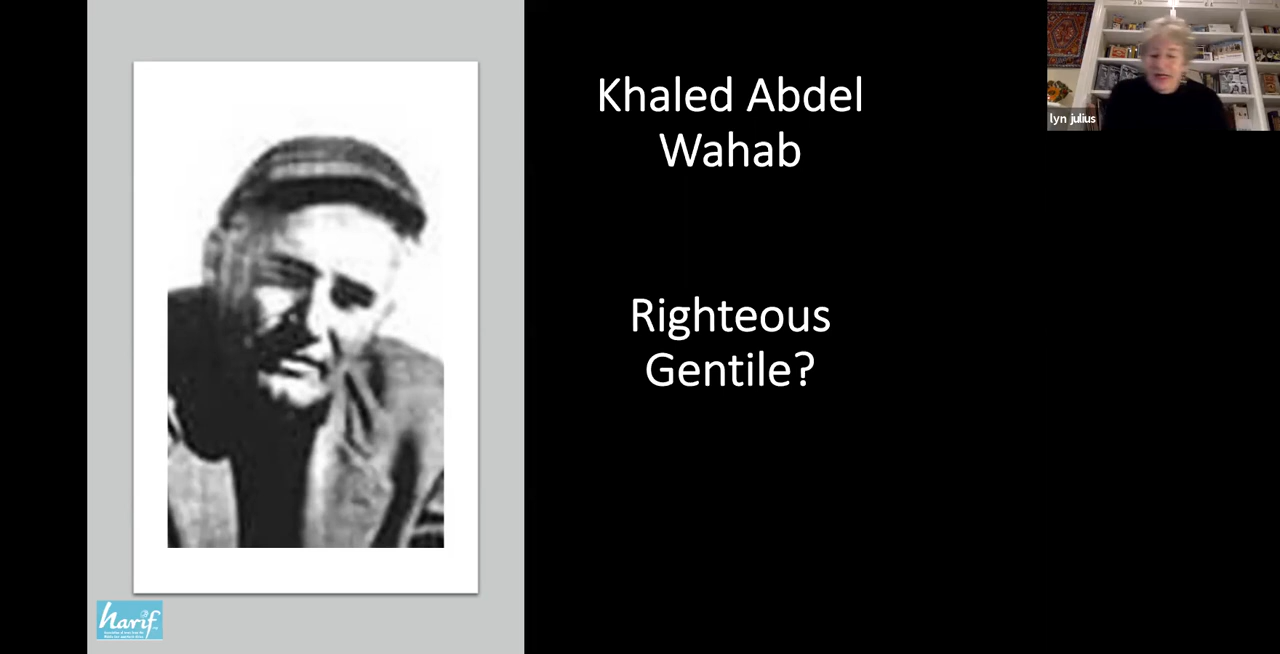 Khaled Abdel
Wahab
Righteous
Gentile?
lyn julius
harif